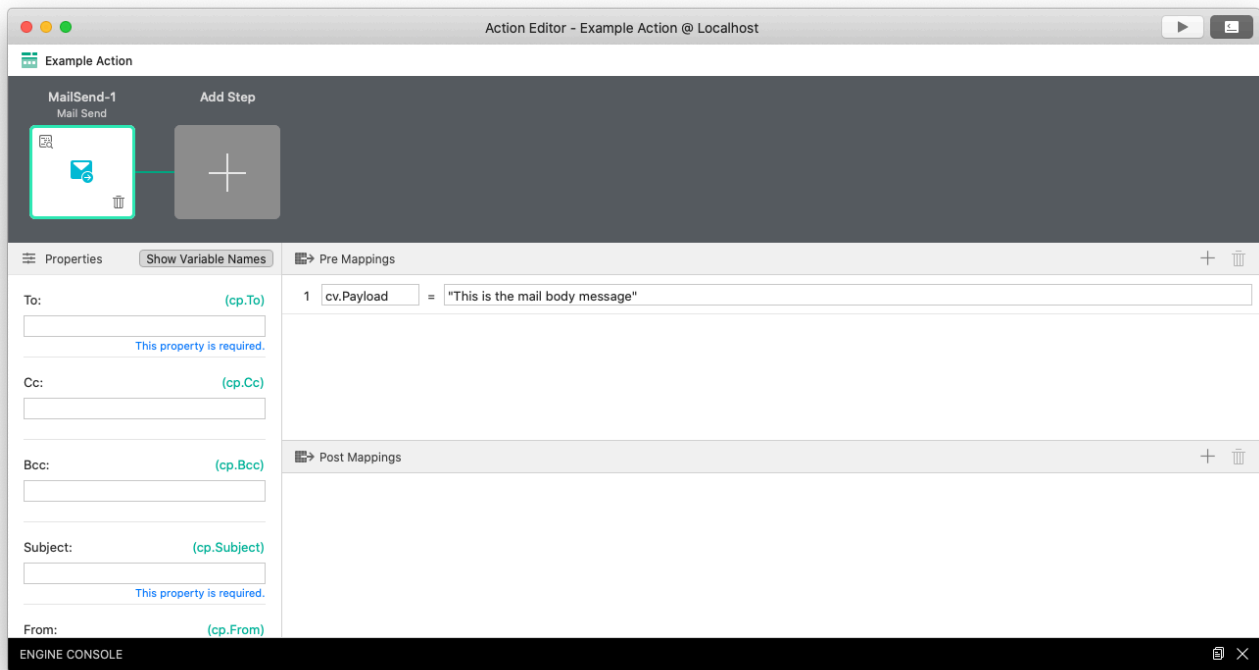 Action Editor - Example Action @ Localhost
Example Action
MailSend-1
Mail Send
Add Step
Properties
Show Variable Names
Pre Mappings
To:
(cp.To)
This property is required.
Cc:
(cp.Cc)
Bcc:
(cp.Bcc)
Subject:
(cp.Subject)
This property is required.
From:
(cp.From)
1 cv.Payload = "This is the mail body message"
Post Mappings
ENGINE CONSOLE